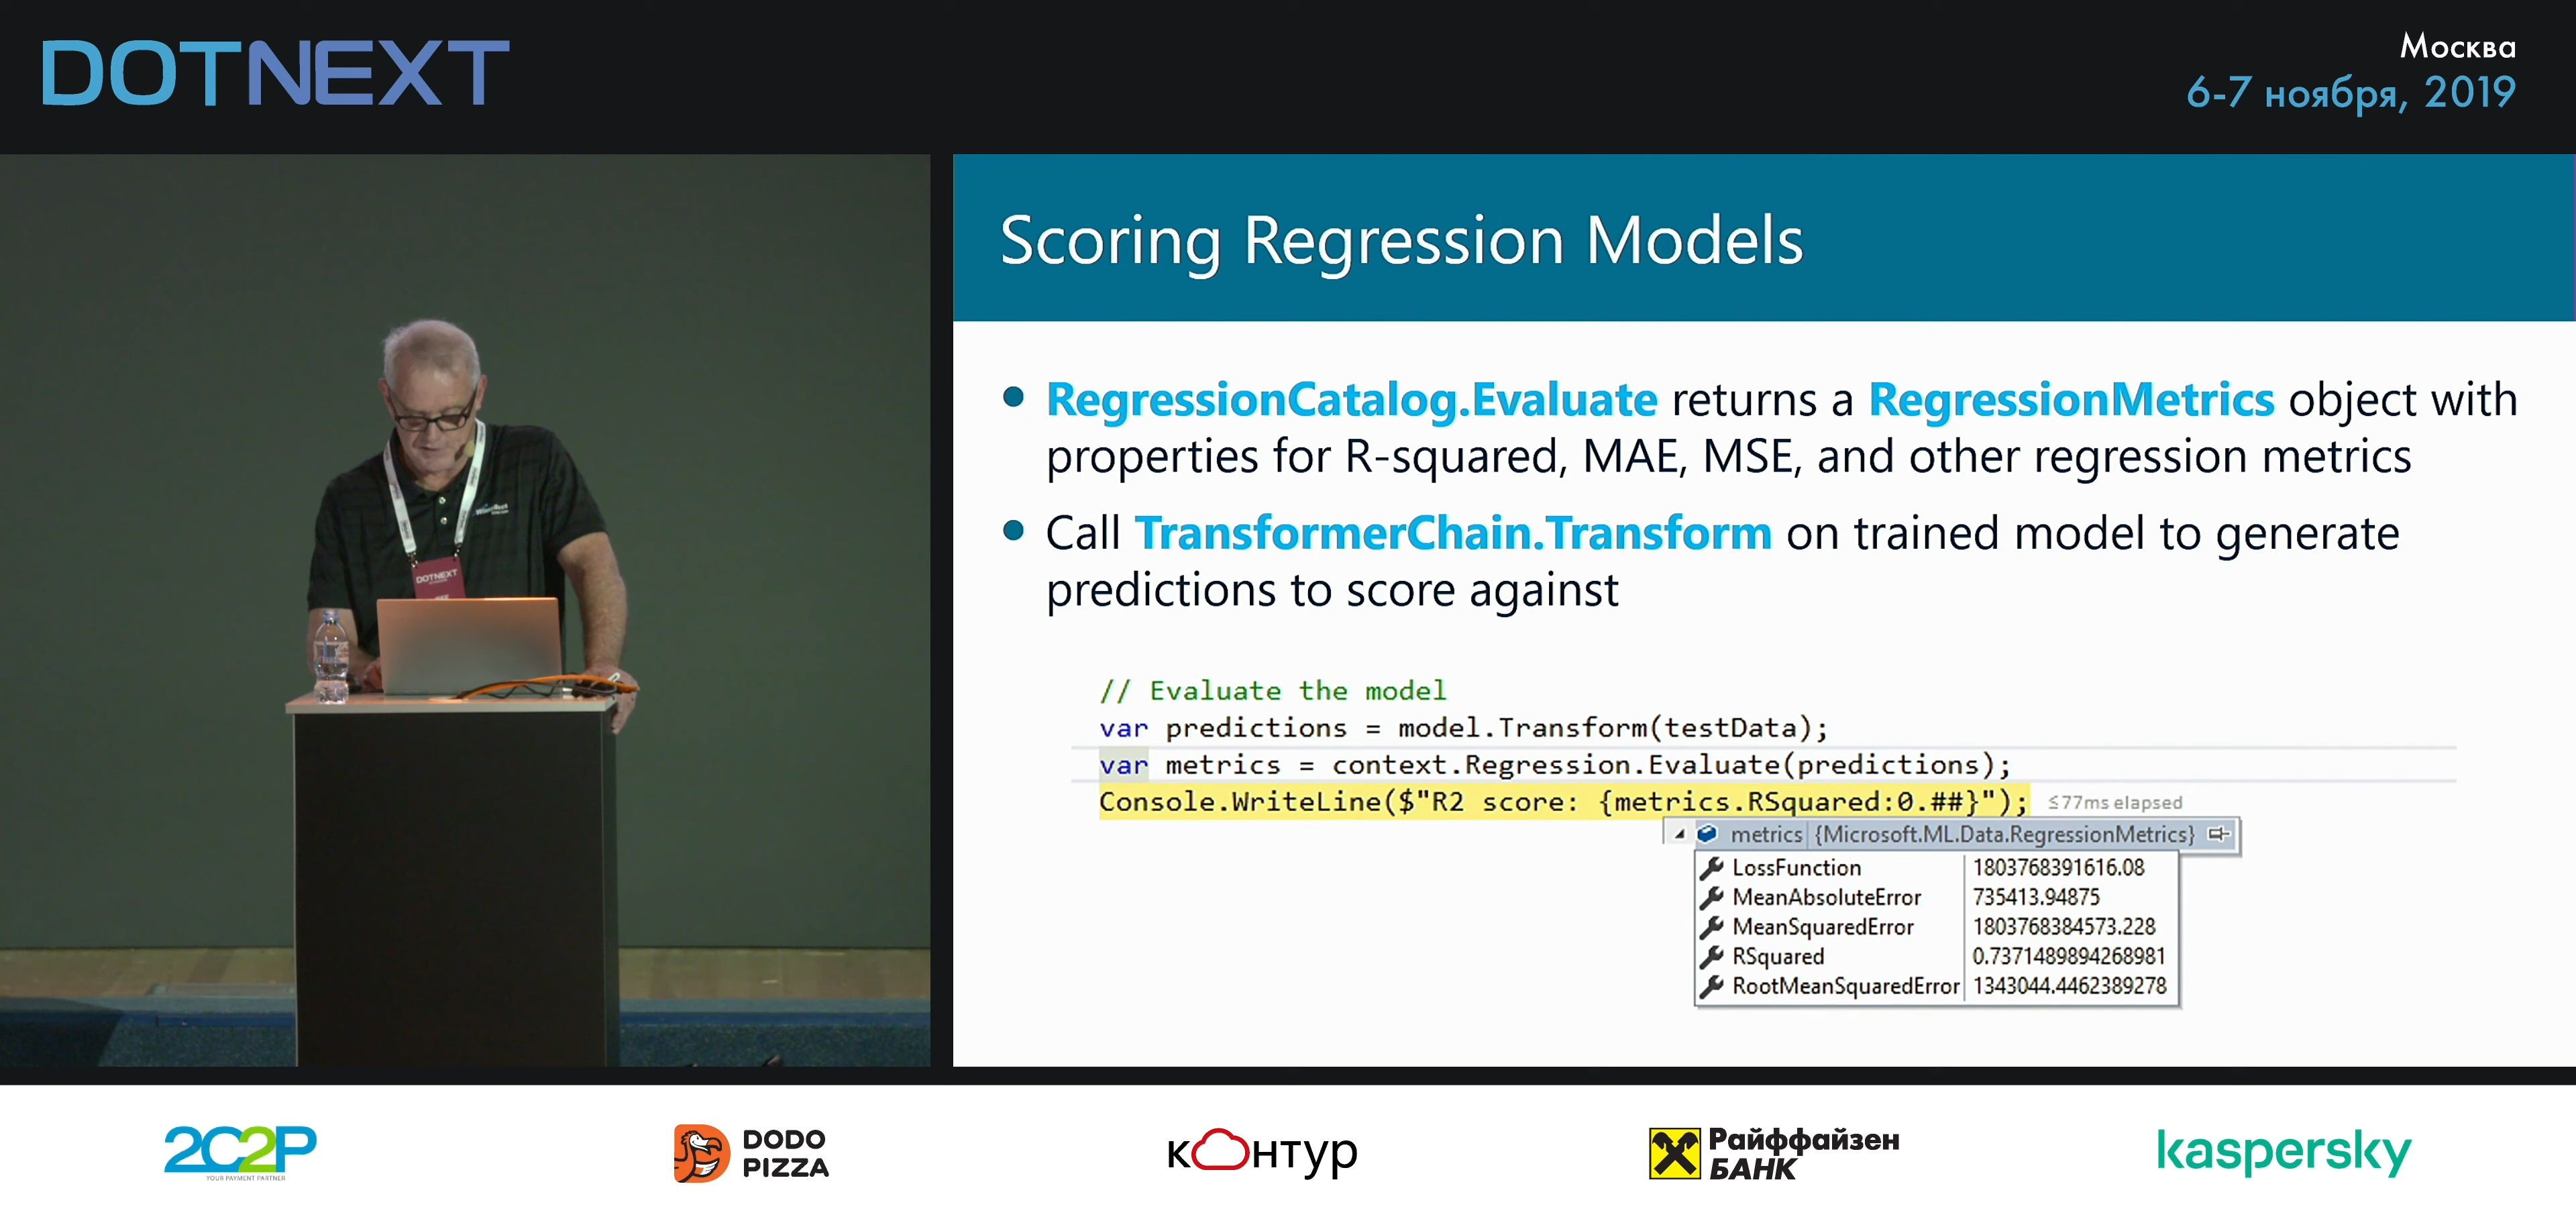 DOTNEXT
Москва
6-7 ноября, 2019
Scoring Regression Models
RegressionCatalog.Evaluate returns a RegressionMetrics object with
properties for R-squared, MAE, MSE, and other regression metrics
Call TransformerChain.Transform on trained model to generate
predictions to score against
// Evaluate the model
var predictions = model.Transform(testData);
var metrics = context.Regression.Evaluate(predictions);
Console.WriteLine($"R2 score: {metrics.RSquared:0.##}"); ≤77ms elapsed
metrics {Microsoft.ML.Data.RegressionMetrics}
LossFunction 1803768391616.08
MeanAbsoluteError 735413.94875
MeanSquaredError 1803768384573.228
RSquared 0.7371489894268981
RootMeanSquaredError 1343044.4462389278
DOTNEXT
2C2P
YOUR PAYMENT PARTNER
DODO
PIZZA
контур
Райффайзен
БАНК
kaspersky